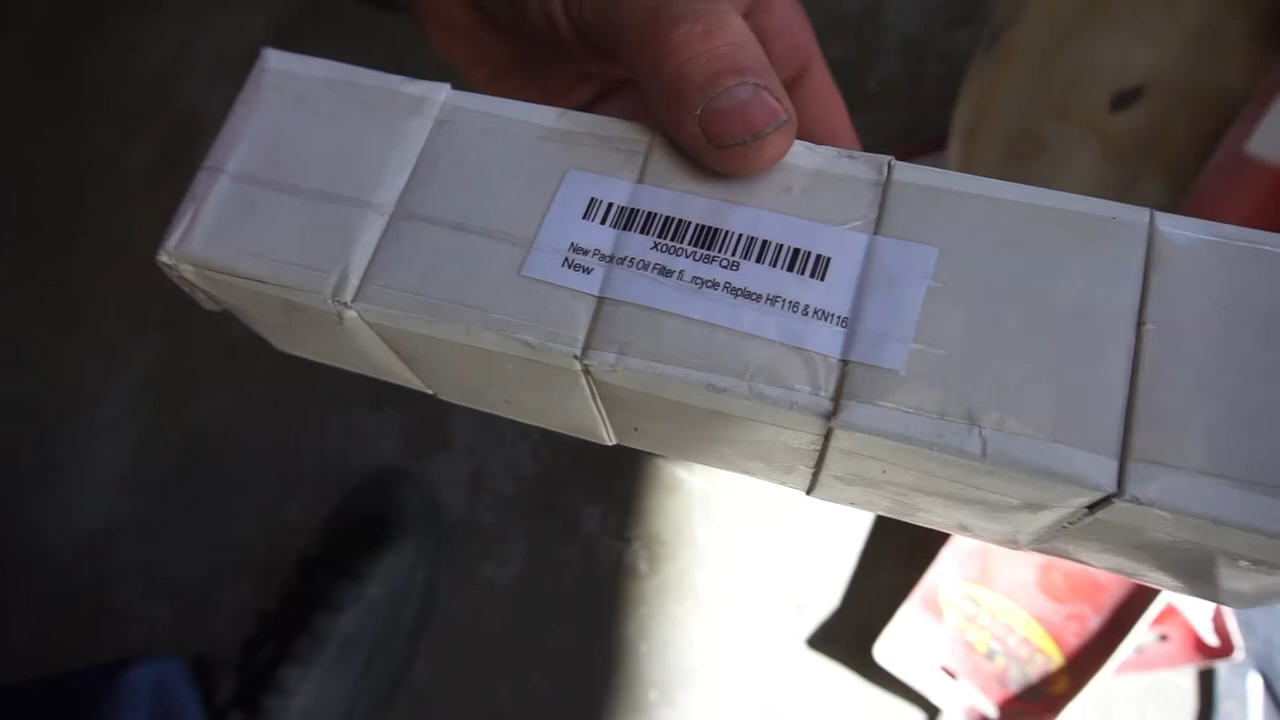 X000VU8FQB
New Pack of 5 Oil Filter fi...rcycle Replace HF116 & KN116
New